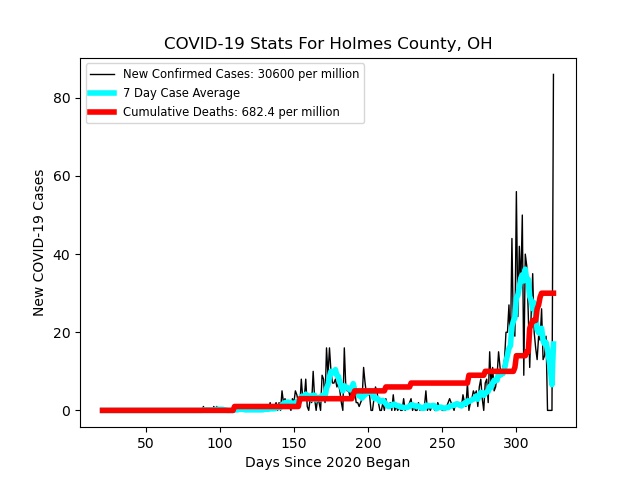 COVID-19 Stats For Holmes County, OH
New Confirmed Cases: 30600 per million
7 Day Case Average
Cumulative Deaths: 682.4 per million
New COVID-19 Cases
80
60
40
20
0
50 100 150 200 250 300
Days Since 2020 Began